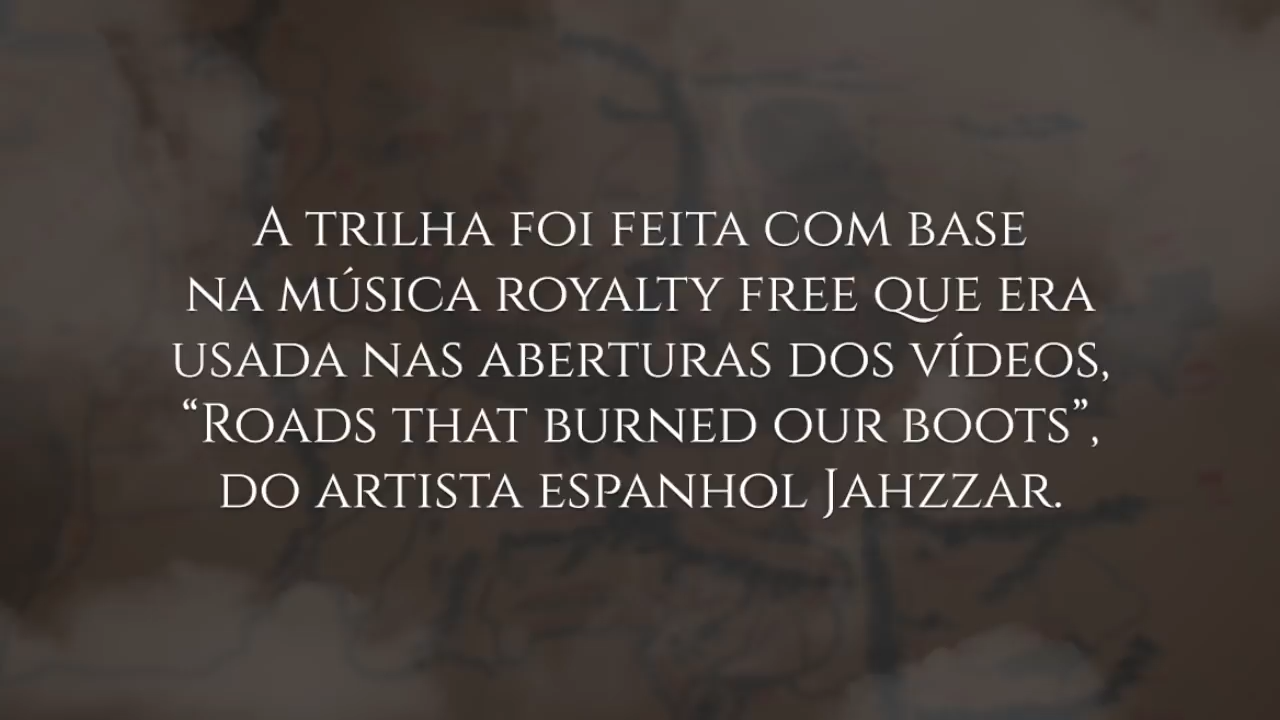 A trilha foi feita com base
na música royalty free que era
usada nas aberturas dos vídeos,
“Roads that burned our boots”,
do artista espanhol Jahzzar.